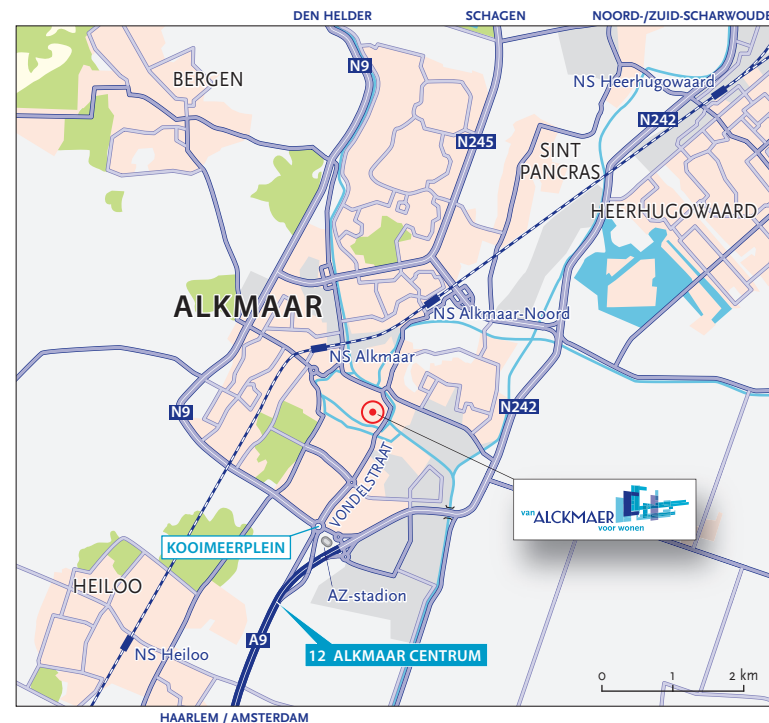 DEN HELDER
SCHAGEN
NOORD-/ZUID-SCHARWOUDE
N9
BERGEN
NS Heerhugowaard
N242
N245
SINT
PANCRAS
HEERHUGOWAARD
ALKMAAR
NS Alkmaar-Noord
NS Alkmaar
N9
N242
VONDELSTRAAT
van ALCKMAER
voor wonen
KOOIMEERPLEIN
HEILOO
AZ-stadion
A9
NS Heiloo
12 ALKMAAR CENTRUM
0 1 2 km
HAARLEM / AMSTERDAM